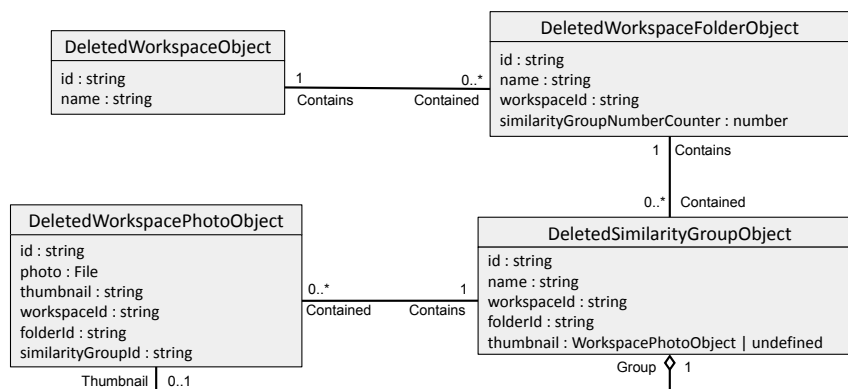 DeletedWorkspaceObject
id : string
name : string
1
Contains
0..*
Contained
DeletedWorkspaceFolderObject
id : string
name : string
workspaceId : string
similarityGroupNumberCounter : number
1 Contains
0..* Contained
DeletedWorkspacePhotoObject
id : string
photo : File
thumbnail : string
workspaceId : string
folderId : string
similarityGroupId : string
0..*
Contained
1
Contains
DeletedSimilarityGroupObject
id : string
name : string
workspaceId : string
folderId : string
thumbnail : WorkspacePhotoObject | undefined
Thumbnail 0..1
Group 1